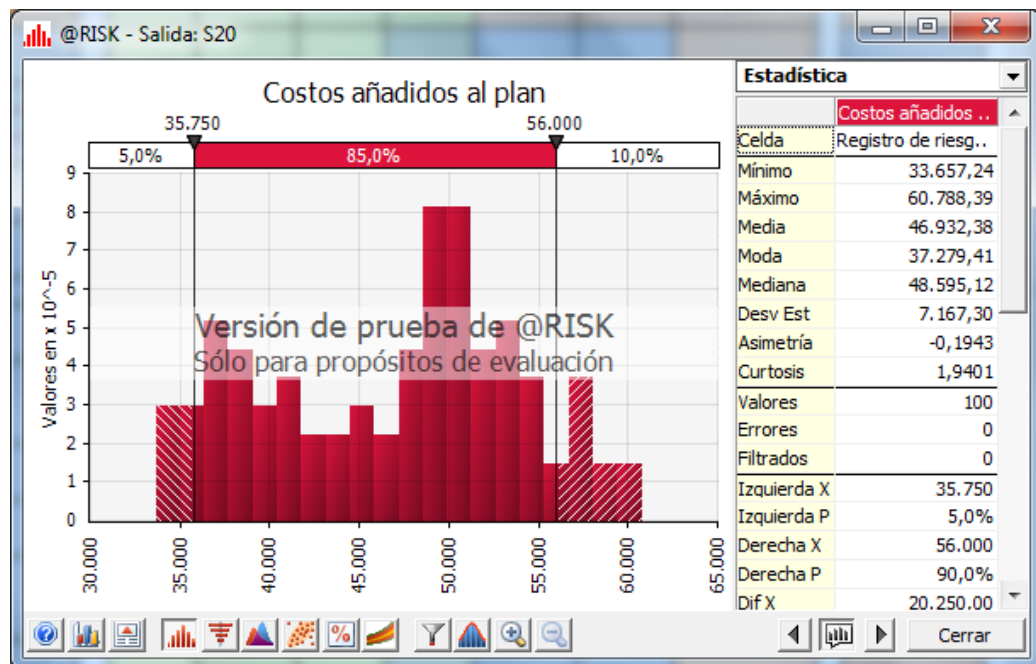 @RISK - Salida: S20
Costos añadidos al plan
35.750 56.000
5,0% 85,0% 10,0%
9
8
7
6
5
4
3
2
1
0
Valores en x 10^-5
30.000
35.000
40.000
45.000
50.000
55.000
60.000
65.000
Versión de prueba de @RISK
Sólo para propósitos de evaluación
Estadística
Costos añadidos ..
Celda Registro de riesg..
Mínimo 33.657,24
Máximo 60.788,39
Media 46.932,38
Moda 37.279,41
Mediana 48.595,12
Desv Est 7.167,30
Asimetría -0,1943
Curtosis 1,9401
Valores 100
Errores 0
Filtrados 0
Izquierda X 35.750
Izquierda P 5,0%
Derecha X 56.000
Derecha P 90,0%
Dif X 20.250,00
Cerrar